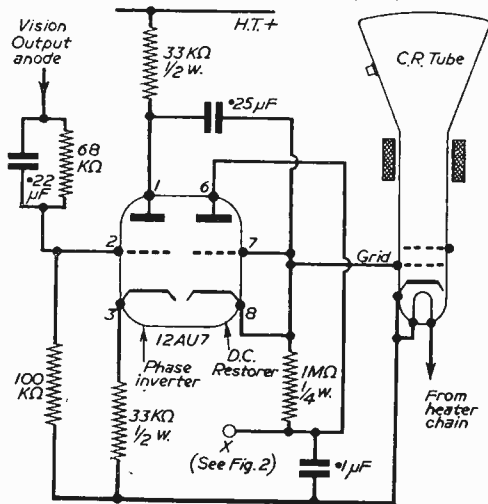 H.T.+
Vision
Output
anode
33KΩ
½ w.
C.R. Tube
·25µF
68
KΩ
·22
µF
1
6
2
7
Grid
3
8
12AU7
Phase
inverter
D.C.
Restorer
100
KΩ
33KΩ
½ w.
1MΩ
¼ w.
X
(See Fig. 2)
·1µF
From
heater
chain